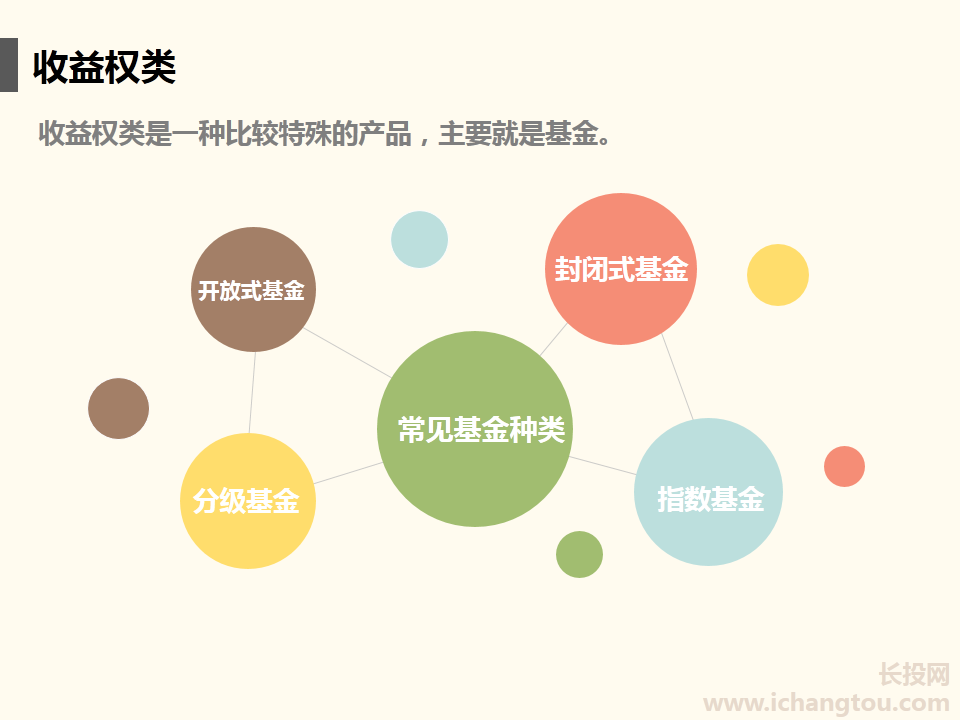 收益权类
收益权类是一种比较特殊的产品，主要就是基金。
开放式基金
封闭式基金
常见基金种类
分级基金
指数基金
长投网
www.ichangtou.com